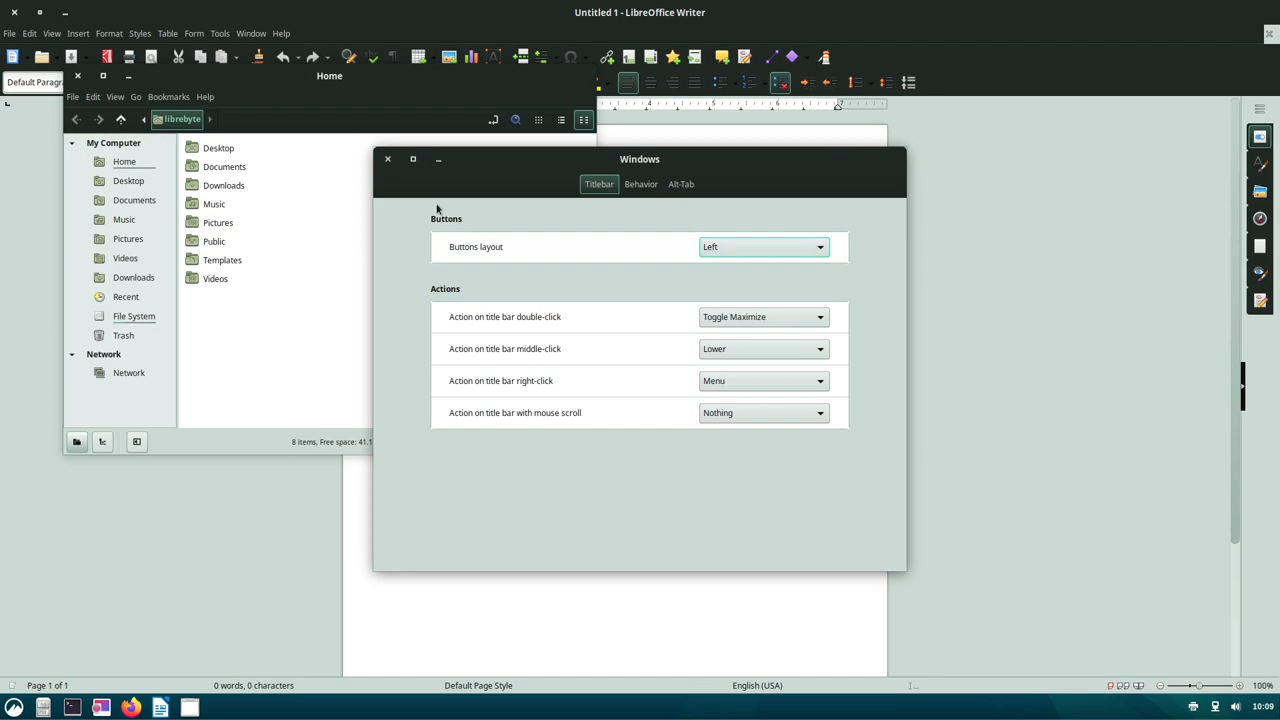 Untitled 1 - LibreOffice Writer
File Edit View Insert Format Styles Table Form Tools Window Help
Default Paragra
Home
File Edit View Go Bookmarks Help
librebyte
My Computer
Home
Desktop
Documents
Music
Pictures
Videos
Downloads
Recent
File System
Trash
Network
Network
Desktop
Documents
Downloads
Music
Pictures
Public
Templates
Videos
8 items, Free space: 41.1
4 5 6 7
Windows
Titlebar Behavior Alt-Tab
Buttons
Buttons layout Left
Actions
Action on title bar double-click Toggle Maximize
Action on title bar middle-click Lower
Action on title bar right-click Menu
Action on title bar with mouse scroll Nothing
Page 1 of 1 0 words, 0 characters Default Page Style English (USA) 100%
10:09